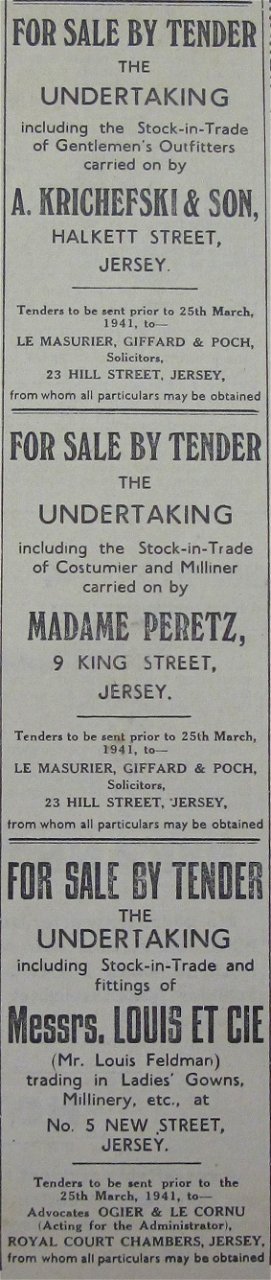 FOR SALE BY TENDER
THE
UNDERTAKING
including the Stock-in-Trade
of Gentlemen's Outfitters
carried on by
A. KRICHEFSKI & SON,
HALKETT STREET,
JERSEY.
Tenders to be sent prior to 25th March,
1941, to—
LE MASURIER, GIFFARD & POCH,
Solicitors,
23 HILL STREET, JERSEY,
from whom all particulars may be obtained
FOR SALE BY TENDER
THE
UNDERTAKING
including the Stock-in-Trade
of Costumier and Milliner
carried on by
MADAME PERETZ,
9 KING STREET,
JERSEY.
Tenders to be sent prior to 25th March,
1941, to—
LE MASURIER, GIFFARD & POCH,
Solicitors,
23 HILL STREET, JERSEY,
from whom all particulars may be obtained
FOR SALE BY TENDER
THE
UNDERTAKING
including Stock-in-Trade and
fittings of
Messrs. LOUIS ET CIE
(Mr. Louis Feldman)
trading in Ladies' Gowns,
Millinery, etc., at
No. 5 NEW STREET,
JERSEY.
Tenders to be sent prior to the
25th March, 1941, to—
Advocates OGIER & LE CORNU
(Acting for the Administrator),
ROYAL COURT CHAMBERS, JERSEY,
from whom all particulars may be obtained